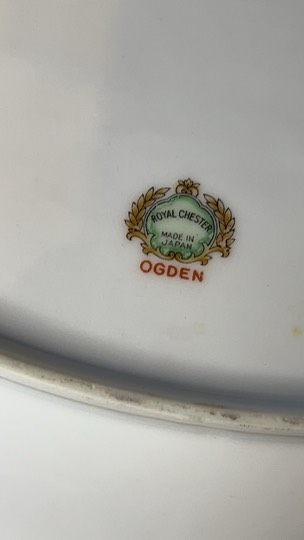 ROYAL CHESTER
MADE IN
JAPAN
OGDEN